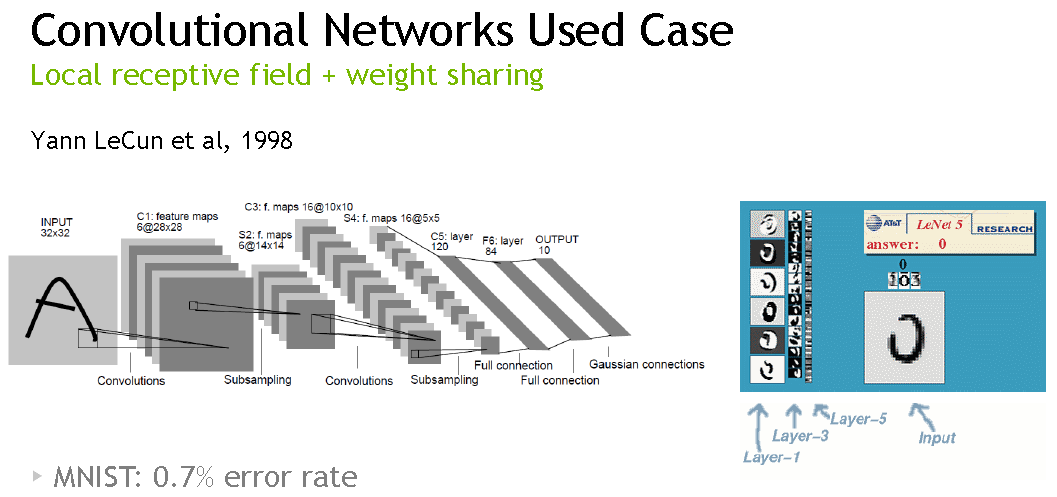 Convolutional Networks Used Case
Local receptive field + weight sharing
Yann LeCun et al, 1998
INPUT
32x32
C1: feature maps
6@28x28
S2: f. maps
6@14x14
C3: f. maps 16@10x10
S4: f. maps 16@5x5
C5: layer
120
F6: layer
84
OUTPUT
10
Convolutions
Subsampling
Convolutions
Subsampling
Full connection
Full connection
Gaussian connections
AT&T
LeNet 5
RESEARCH
answer: 0
0
103
Layer-1
Layer-3
Layer-5
Input
MNIST: 0.7% error rate